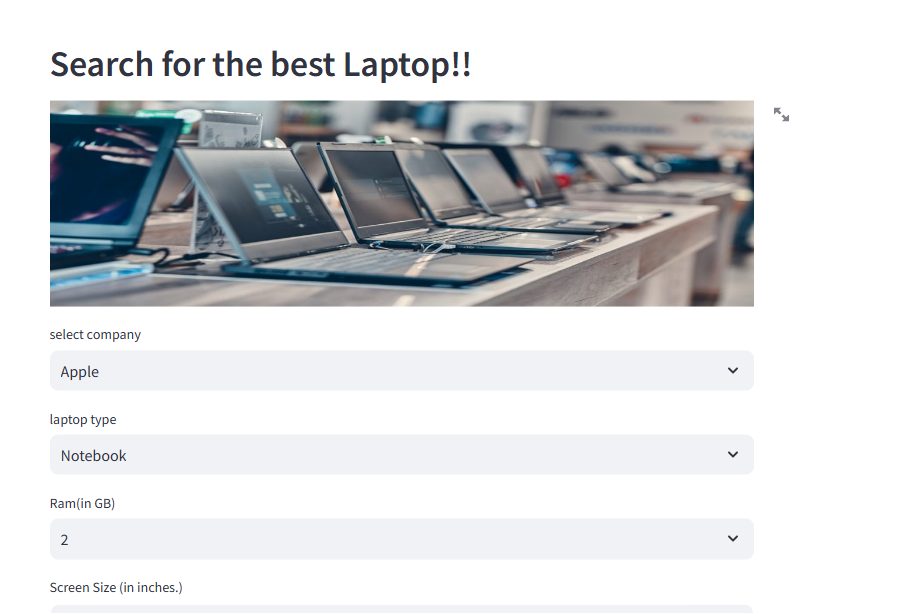 Search for the best Laptop!!
select company
Apple
laptop type
Notebook
Ram(in GB)
2
Screen Size (in inches.)